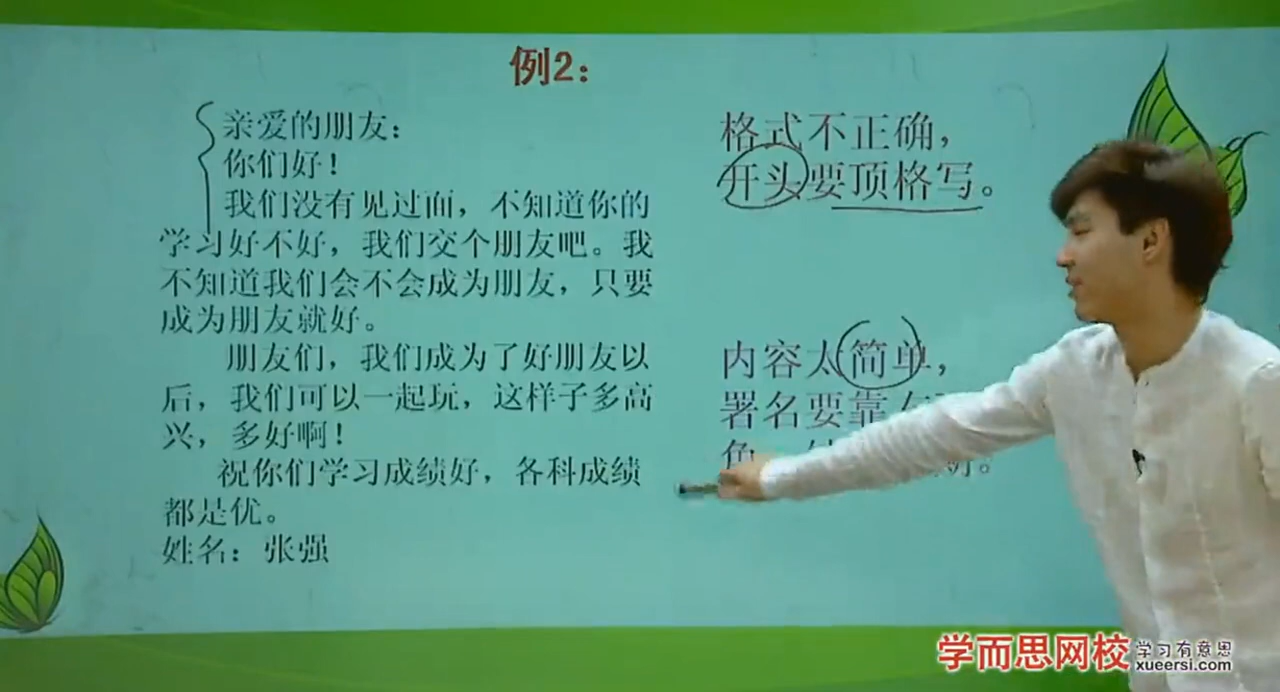 例2：
亲爱的朋友：
你们好！
我们没有见过面，不知道你的
学习好不好，我们交个朋友吧。我
不知道我们会不会成为朋友，只要
成为朋友就好。
朋友们，我们成为了好朋友以
后，我们可以一起玩，这样子多高
兴，多好啊！
祝你们学习成绩好，各科成绩
都是优。
姓名：张强
格式不正确，
开头要顶格写。
内容太简单，
署名要靠右
角，
学而思网校
学习有意思
xueersi.com